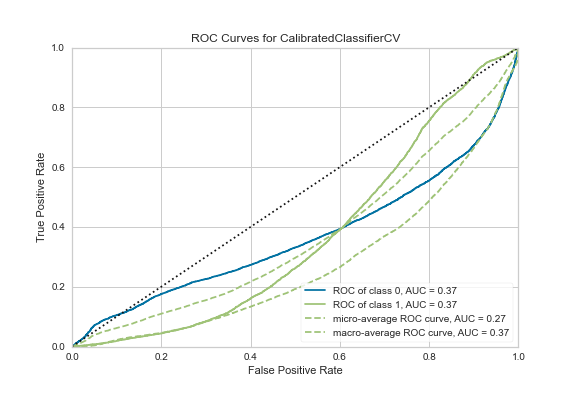 ROC Curves for CalibratedClassifierCV
True Positive Rate
1.0
0.8
0.6
0.4
0.2
0.0
0.0 0.2 0.4 0.6 0.8 1.0
False Positive Rate
ROC of class 0, AUC = 0.37
ROC of class 1, AUC = 0.37
micro-average ROC curve, AUC = 0.27
macro-average ROC curve, AUC = 0.37